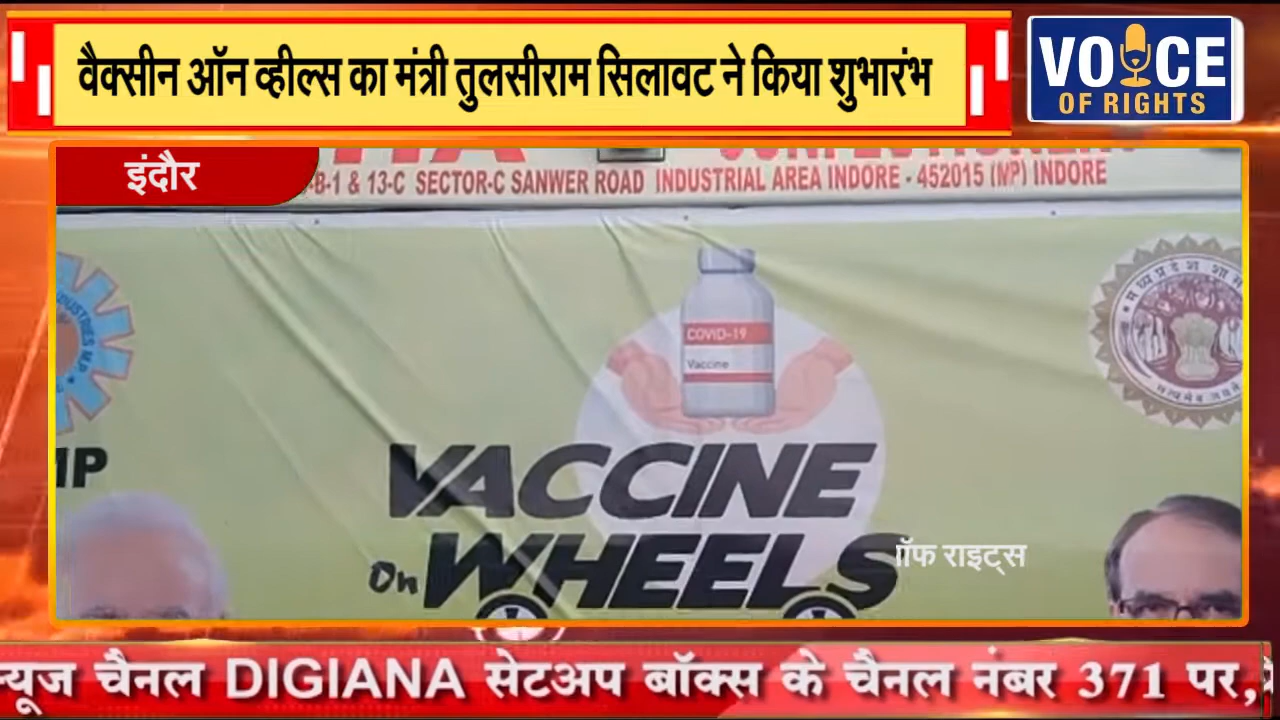 वैक्सीन ऑन व्हील्स का मंत्री तुलसीराम सिलावट ने किया शुभारंभ
VOICE
OF RIGHTS
इंदौर
-B-1 & 13-C SECTOR-C SANWER ROAD INDUSTRIAL AREA INDORE - 452015 (MP) INDORE
COVID-19
Vaccine
VACCINE
On WHEELS
ऑफ राइट्स
MP
न्यूज चैनल DIGIANA सेटअप बॉक्स के चैनल नंबर 371 पर,